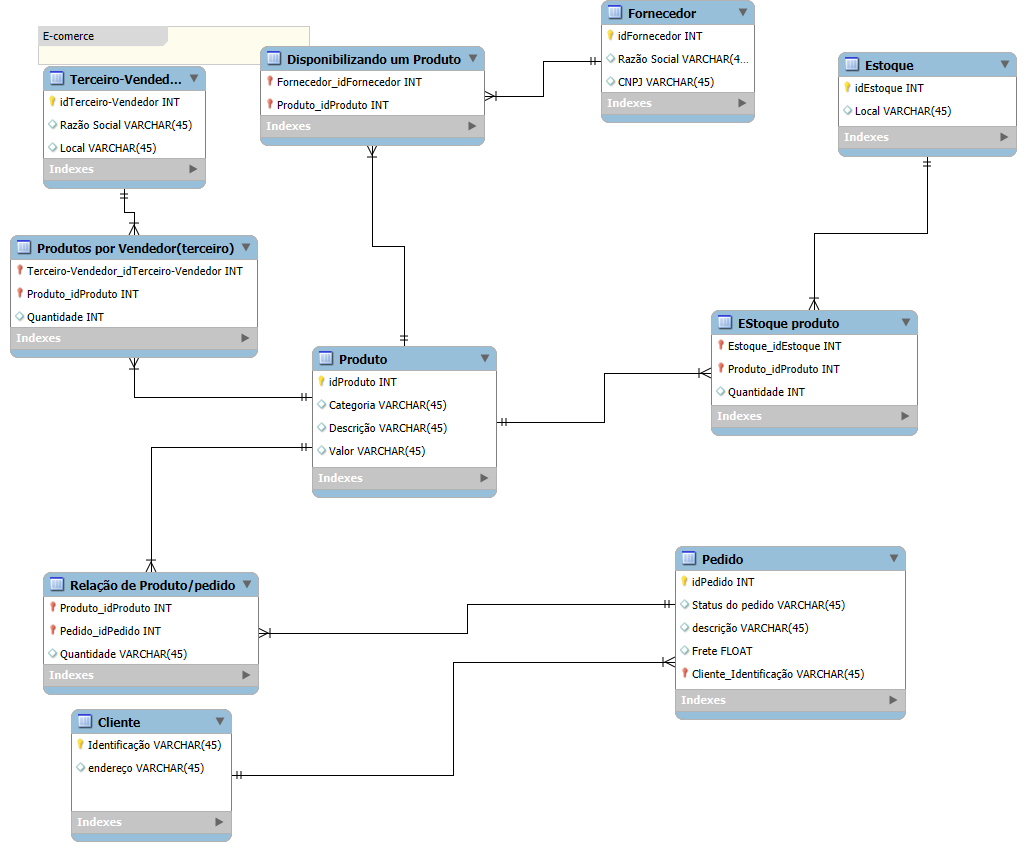 E-comerce
Terceiro-Vended...
idTerceiro-Vendedor INT
Razão Social VARCHAR(45)
Local VARCHAR(45)
Indexes
Disponibilizando um Produto
Fornecedor_idFornecedor INT
Produto_idProduto INT
Indexes
Fornecedor
idFornecedor INT
Razão Social VARCHAR(4...
CNPJ VARCHAR(45)
Indexes
Estoque
idEstoque INT
Local VARCHAR(45)
Indexes
Produtos por Vendedor(terceiro)
Terceiro-Vendedor_idTerceiro-Vendedor INT
Produto_idProduto INT
Quantidade INT
Indexes
Produto
idProduto INT
Categoria VARCHAR(45)
Descrição VARCHAR(45)
Valor VARCHAR(45)
Indexes
EStoque produto
Estoque_idEstoque INT
Produto_idProduto INT
Quantidade INT
Indexes
Relação de Produto/pedido
Produto_idProduto INT
Pedido_idPedido INT
Quantidade VARCHAR(45)
Indexes
Pedido
idPedido INT
Status do pedido VARCHAR(45)
descrição VARCHAR(45)
Frete FLOAT
Cliente_Identificação VARCHAR(45)
Indexes
Cliente
Identificação VARCHAR(45)
endereço VARCHAR(45)
Indexes